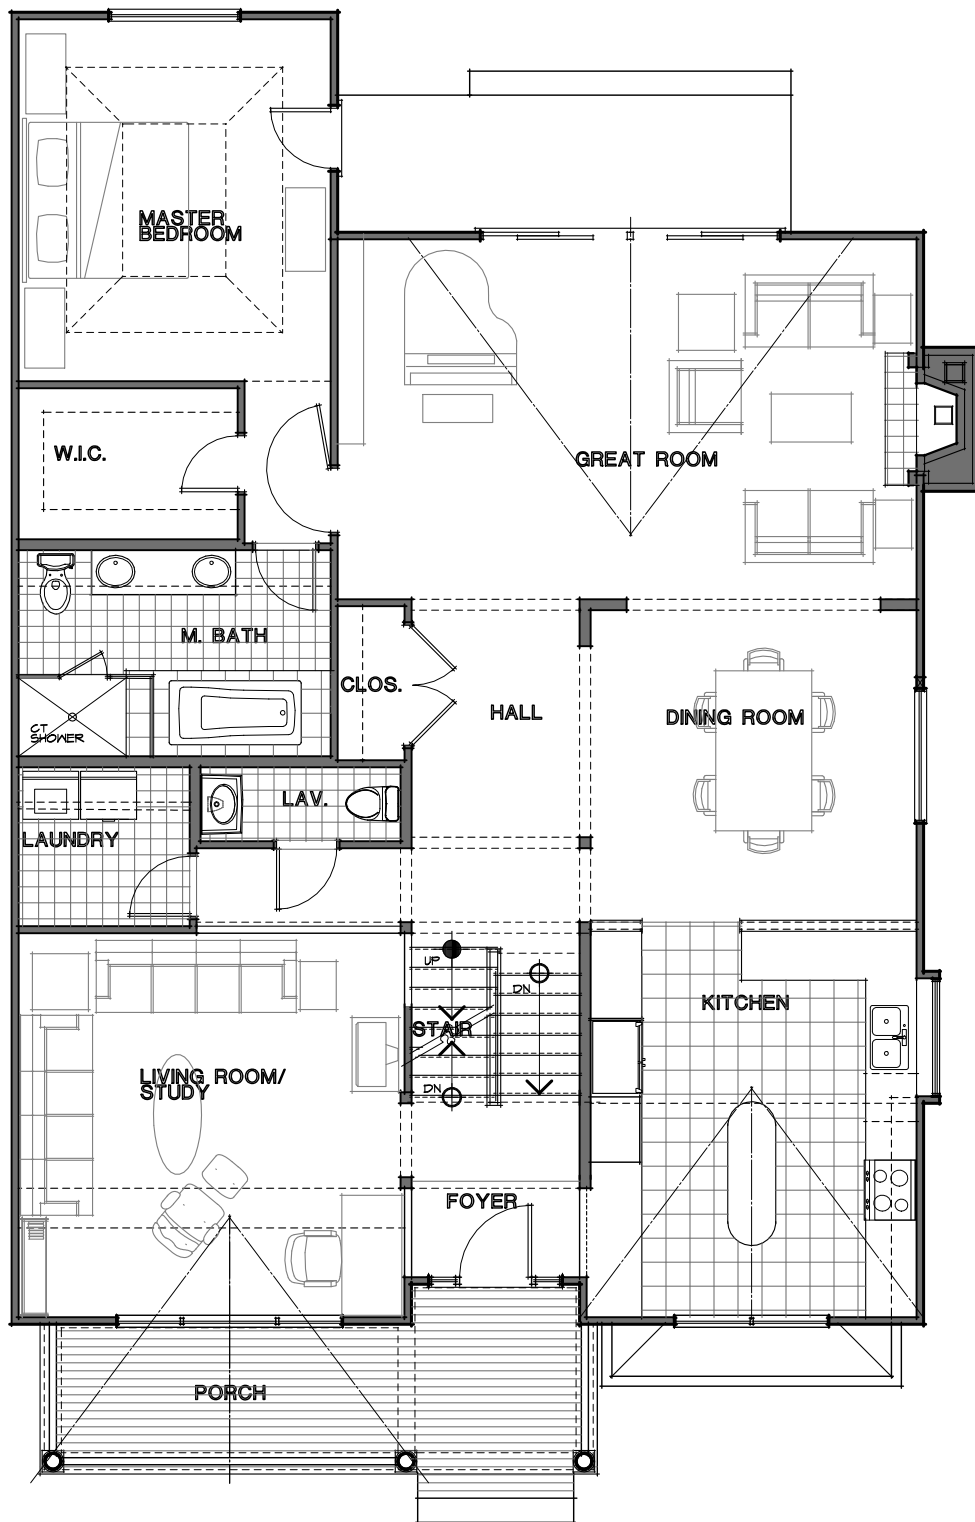 MASTER
BEDROOM
GREAT ROOM
W.I.C.
M. BATH
CLOS.
HALL
DINING ROOM
CT
SHOWER
LAV.
LAUNDRY
UP
DN
KITCHEN
STAIR
LIVING ROOM/
STUDY
DN
FOYER
PORCH